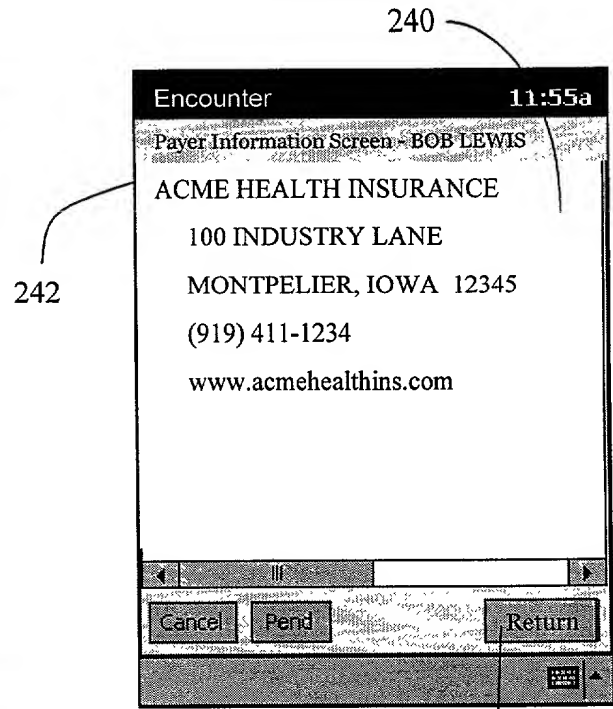 240
Encounter 11:55a
Payer Information Screen - BOB LEWIS
ACME HEALTH INSURANCE
100 INDUSTRY LANE
242
MONTPELIER, IOWA 12345
(919) 411-1234
www.acmehealthins.com
Cancel Pend Return